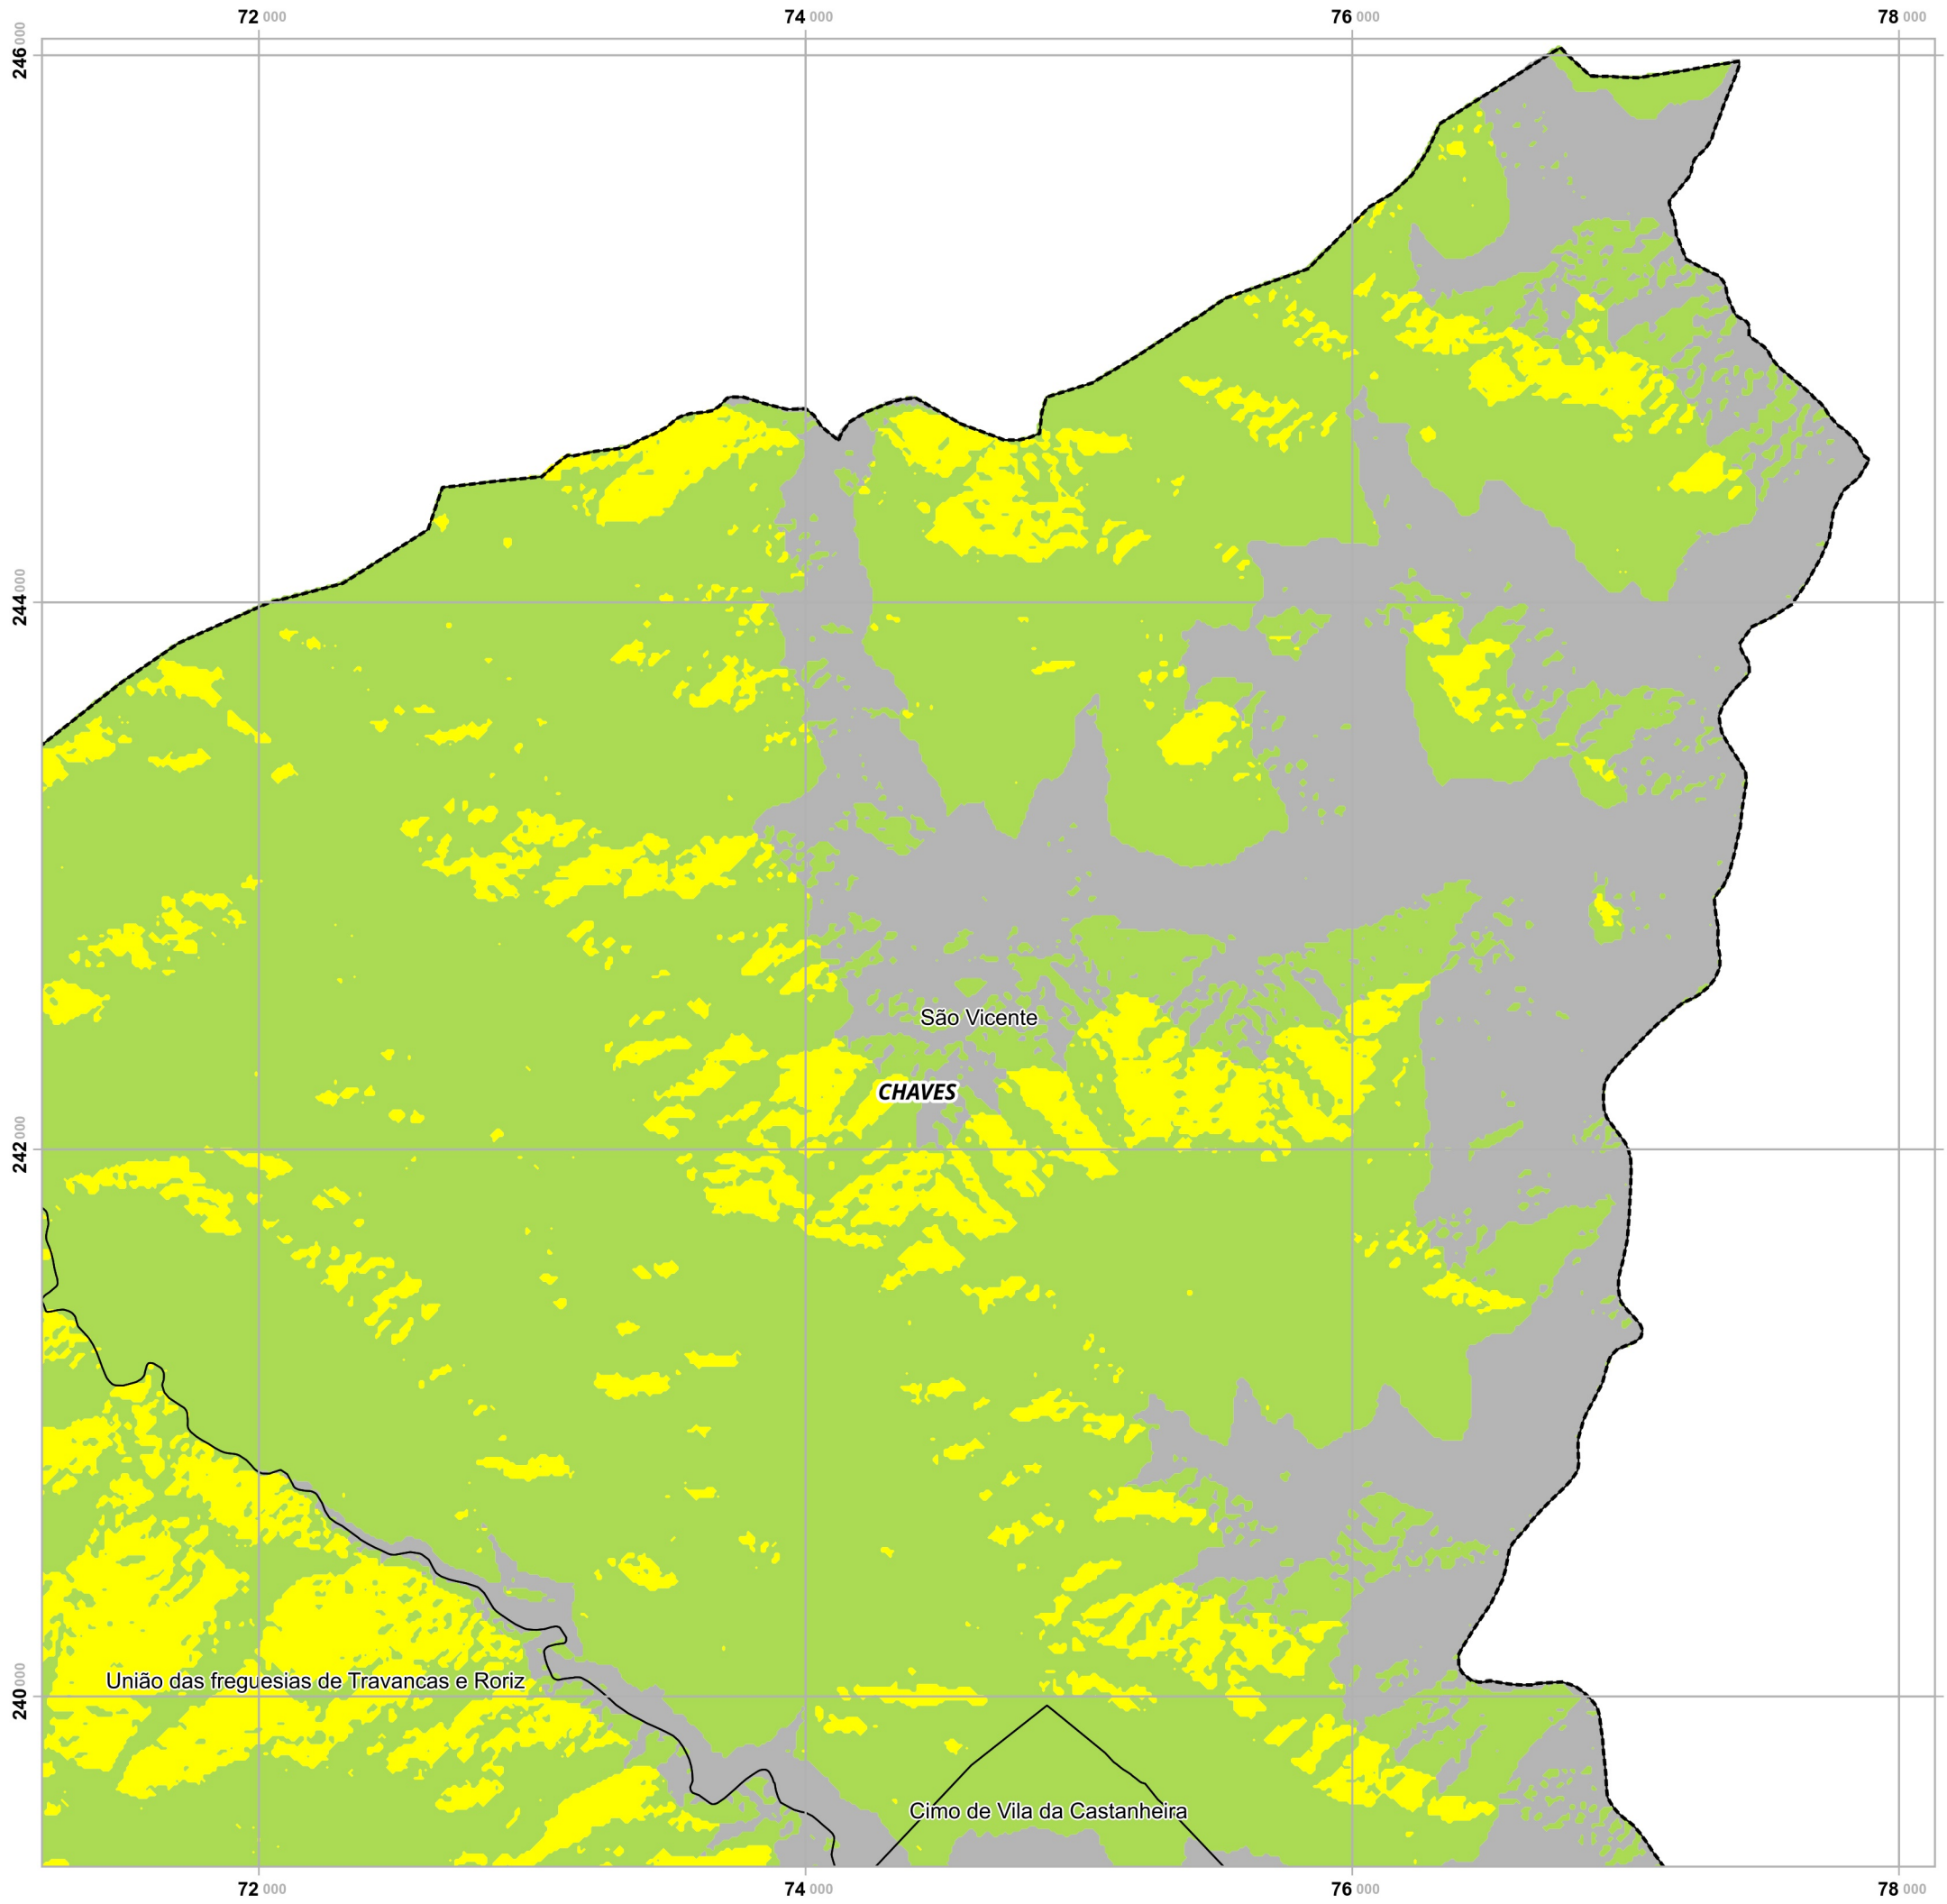 72 000 74 000 76 000 78 000
246 000
244 000
São Vicente
CHAVES
242 000
União das freguesias de Travancas e Roriz
240 000
Cimo de Vila da Castanheira
72 000 74 000 76 000 78 000